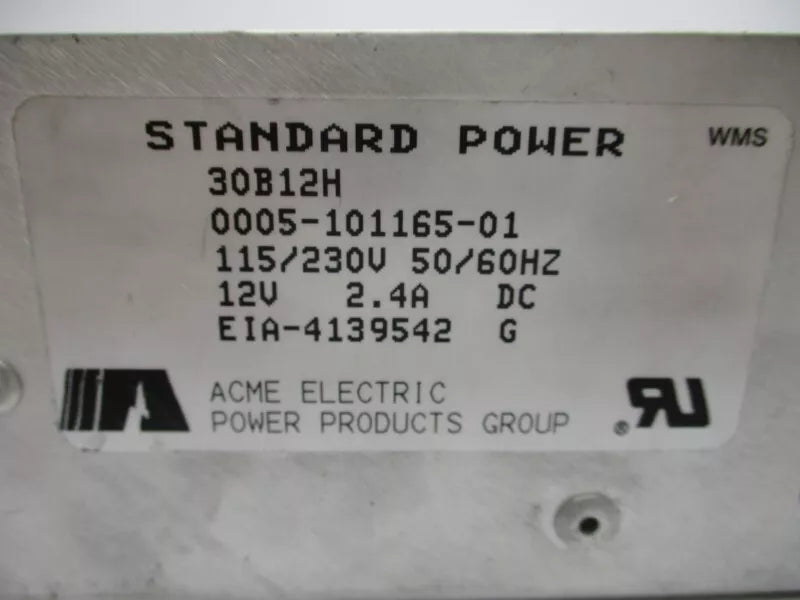 STANDARD POWER WMS
30B12H
0005-101165-01
115/230V 50/60HZ
12V 2.4A DC
EIA-4139542 G
ACME ELECTRIC
POWER PRODUCTS GROUP ®